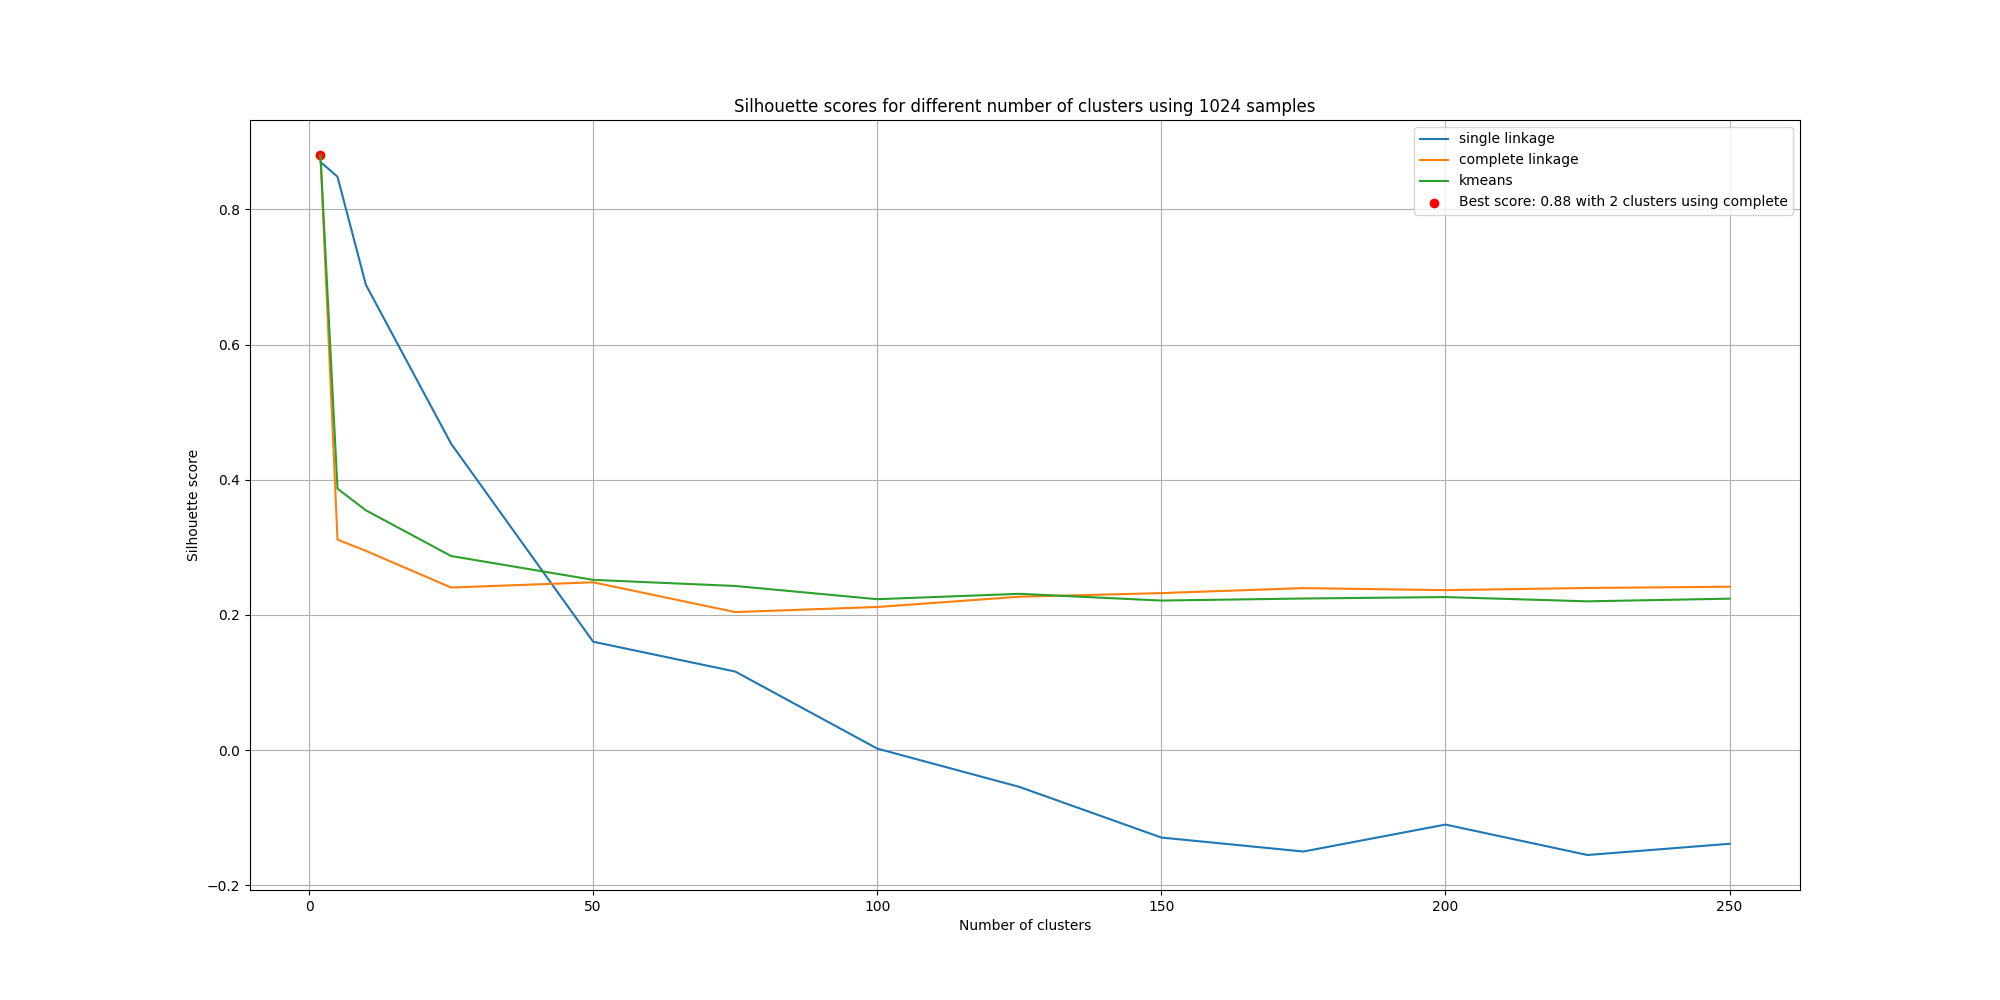 Silhouette scores for different number of clusters using 1024 samples
single linkage
complete linkage
kmeans
Best score: 0.88 with 2 clusters using complete
Silhouette score
0.8
0.6
0.4
0.2
0.0
−0.2
0 50 100 150 200 250
Number of clusters